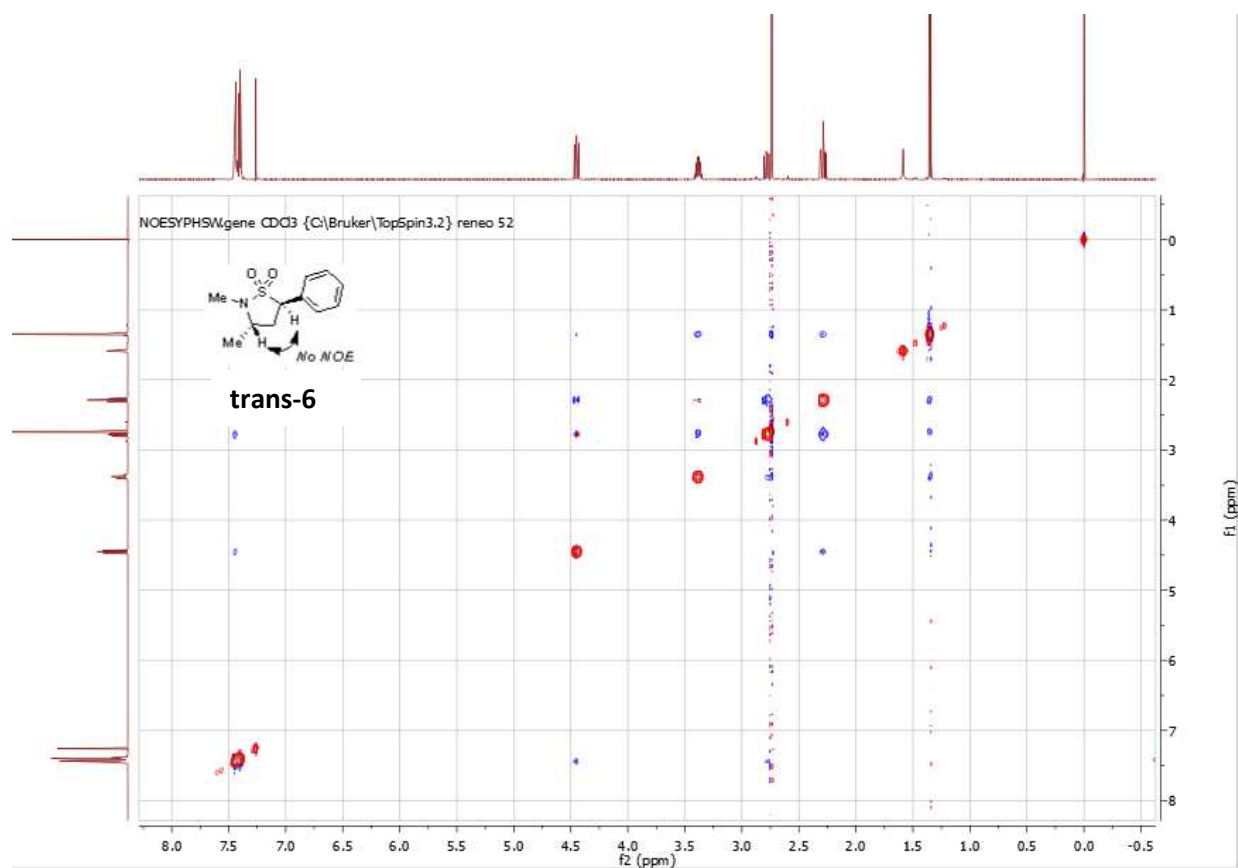 NOESYPHSW.gene CDCl3 {C:\Bruker\TopSpin3.2} reneo 52
O O
S
Me N
H
Me H
No NOE
trans-6
0
1
2
3
4
5
6
7
8
f1 (ppm)
8.0 7.5 7.0 6.5 6.0 5.5 5.0 4.5 4.0 3.5 3.0 2.5 2.0 1.5 1.0 0.5 0.0 -0.5
f2 (ppm)